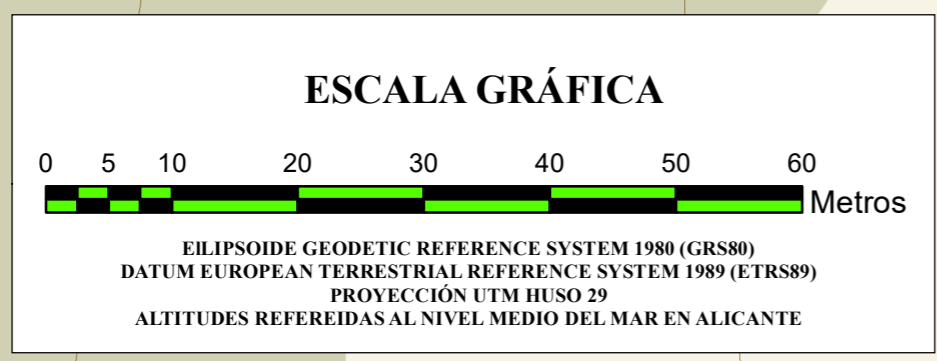 ESCALA GRÁFICA
0 5 10 20 30 40 50 60
Metros
EILIPSOIDE GEODETIC REFERENCE SYSTEM 1980 (GRS80)
DATUM EUROPEAN TERRESTRIAL REFERENCE SYSTEM 1989 (ETRS89)
PROYECCIÓN UTM HUSO 29
ALTITUDES REFEREIDAS AL NIVEL MEDIO DEL MAR EN ALICANTE